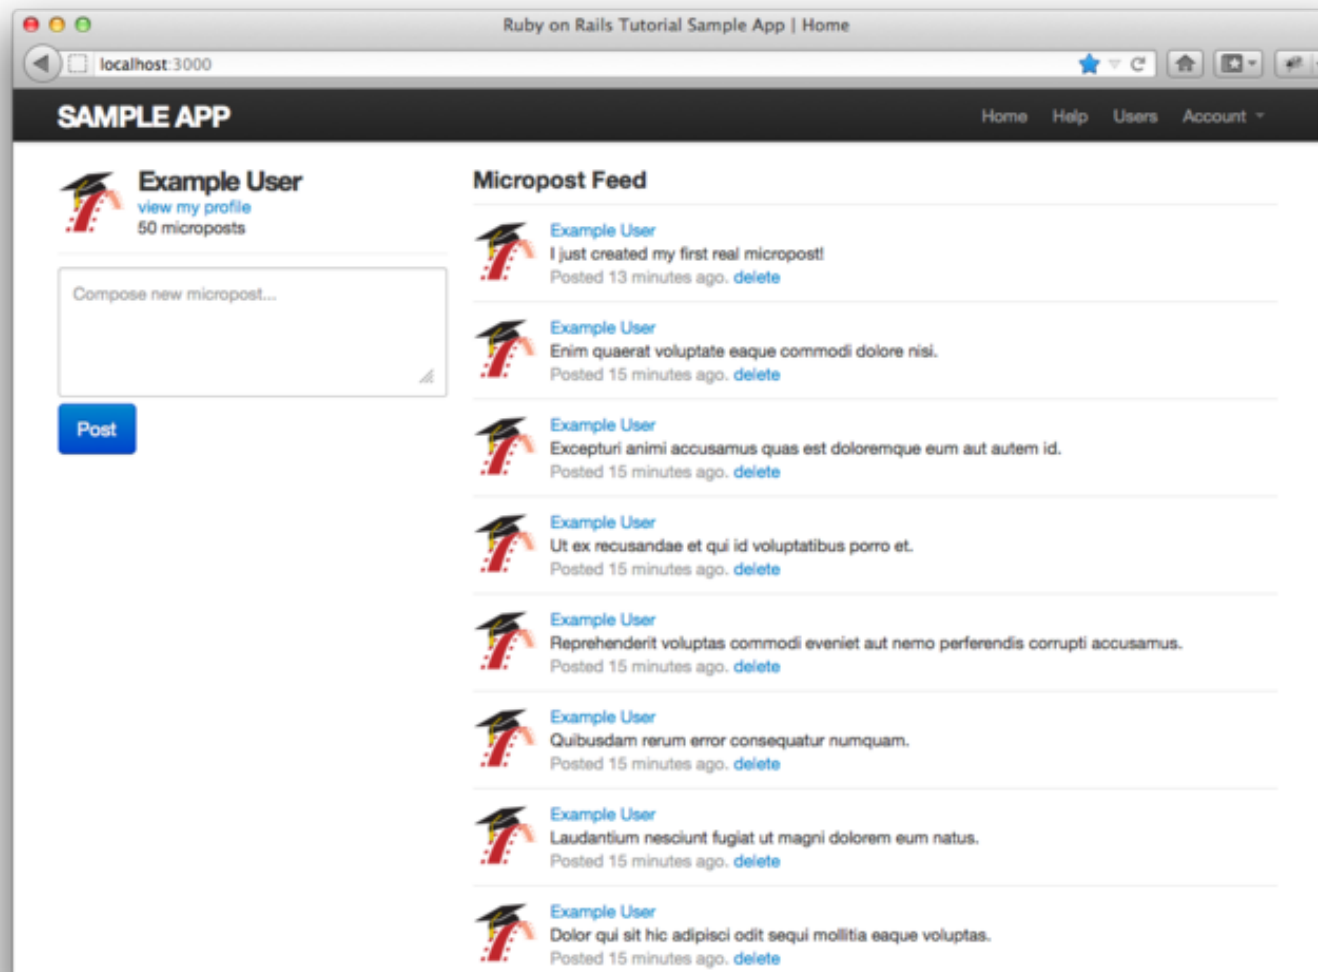 Ruby on Rails Tutorial Sample App | Home
localhost:3000
SAMPLE APP
Home Help Users Account
Example User
view my profile
50 microposts
Compose new micropost...
Post
Micropost Feed
Example User
I just created my first real micropost!
Posted 13 minutes ago. delete
Example User
Enim quaerat voluptate eaque commodi dolore nisi.
Posted 15 minutes ago. delete
Example User
Excepturi animi accusamus quas est doloremque eum aut autem id.
Posted 15 minutes ago. delete
Example User
Ut ex recusandae et qui id voluptatibus porro et.
Posted 15 minutes ago. delete
Example User
Reprehenderit voluptas commodi eveniet aut nemo perferendis corrupti accusamus.
Posted 15 minutes ago. delete
Example User
Quibusdam rerum error consequatur numquam.
Posted 15 minutes ago. delete
Example User
Laudantium nesciunt fugiat ut magni dolorem eum natus.
Posted 15 minutes ago. delete
Example User
Dolor qui sit hic adipisci odit sequi mollitia eaque voluptas.
Posted 15 minutes ago. delete